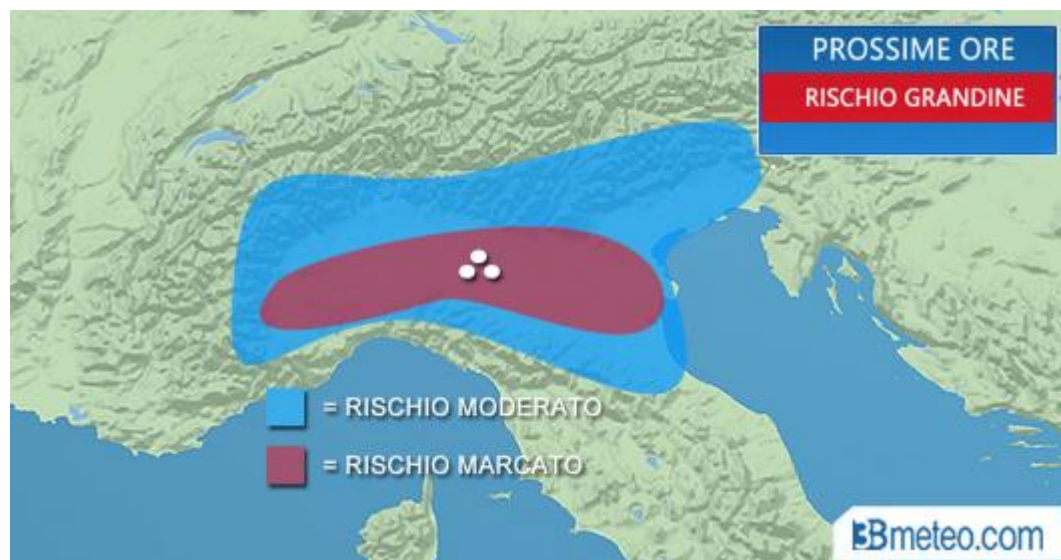 PROSSIME ORE
RISCHIO GRANDINE
= RISCHIO MODERATO
= RISCHIO MARCATO
3Bmeteo.com